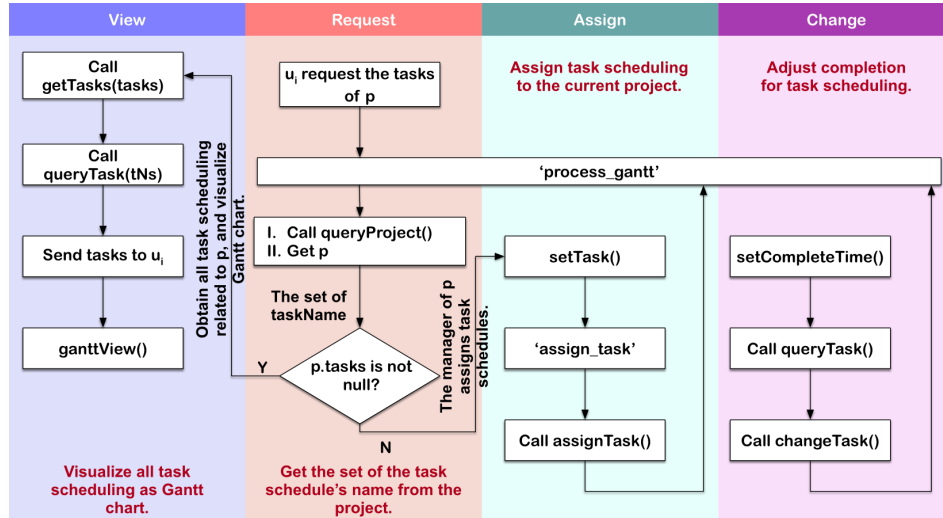 View
Request
Assign
Change
Call
getTasks(tasks)
Call
queryTask(tNs)
Send tasks to ui
ganttView()
Visualize all task
scheduling as Gantt
chart.
Obtain all task scheduling
related to p, and visualize
Gantt chart.
ui request the tasks
of p
'process_gantt'
I. Call queryProject()
II. Get p
The set of
taskName
p.tasks is not
null?
Y
N
Get the set of the task
schedule's name from the
project.
The manager of p
assigns task
schedules.
Assign task scheduling
to the current project.
setTask()
'assign_task'
Call assignTask()
Adjust completion
for task scheduling.
setCompleteTime()
Call queryTask()
Call changeTask()